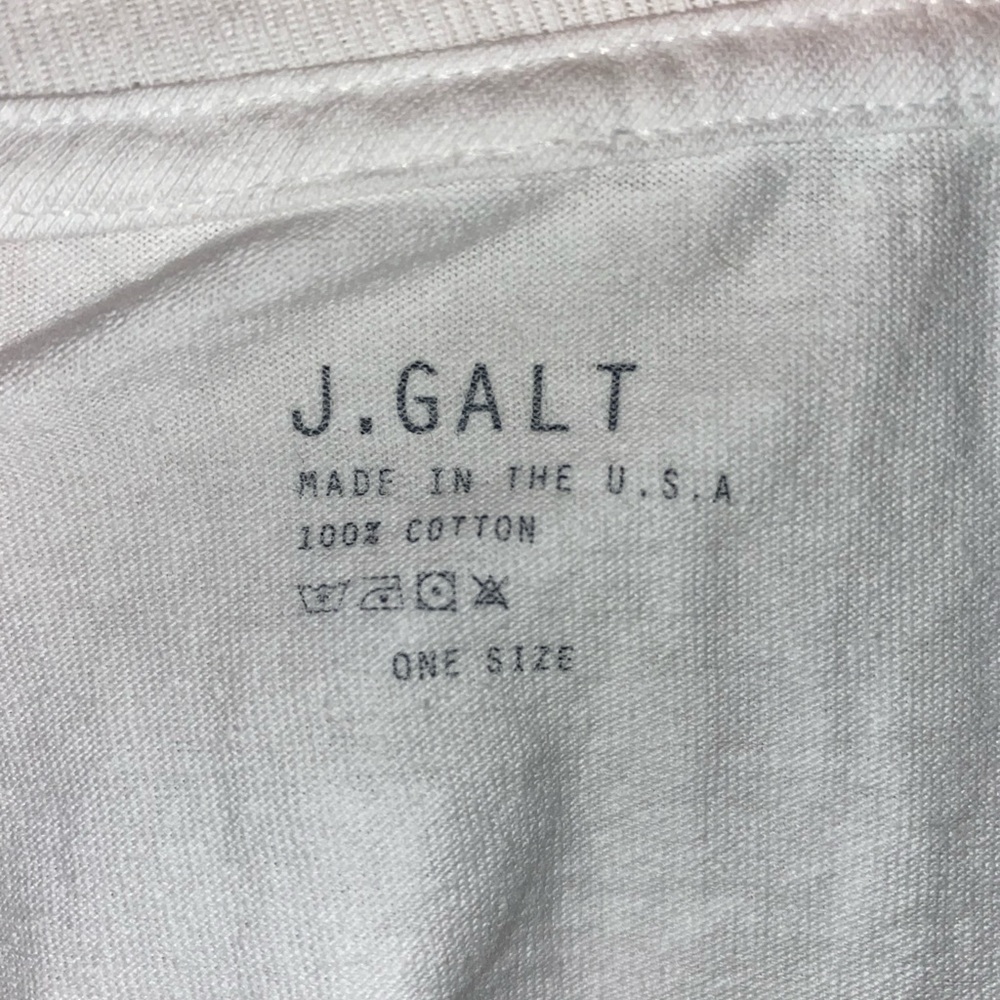 J.GALT
MADE IN THE U.S.A
100% COTTON
ONE SIZE